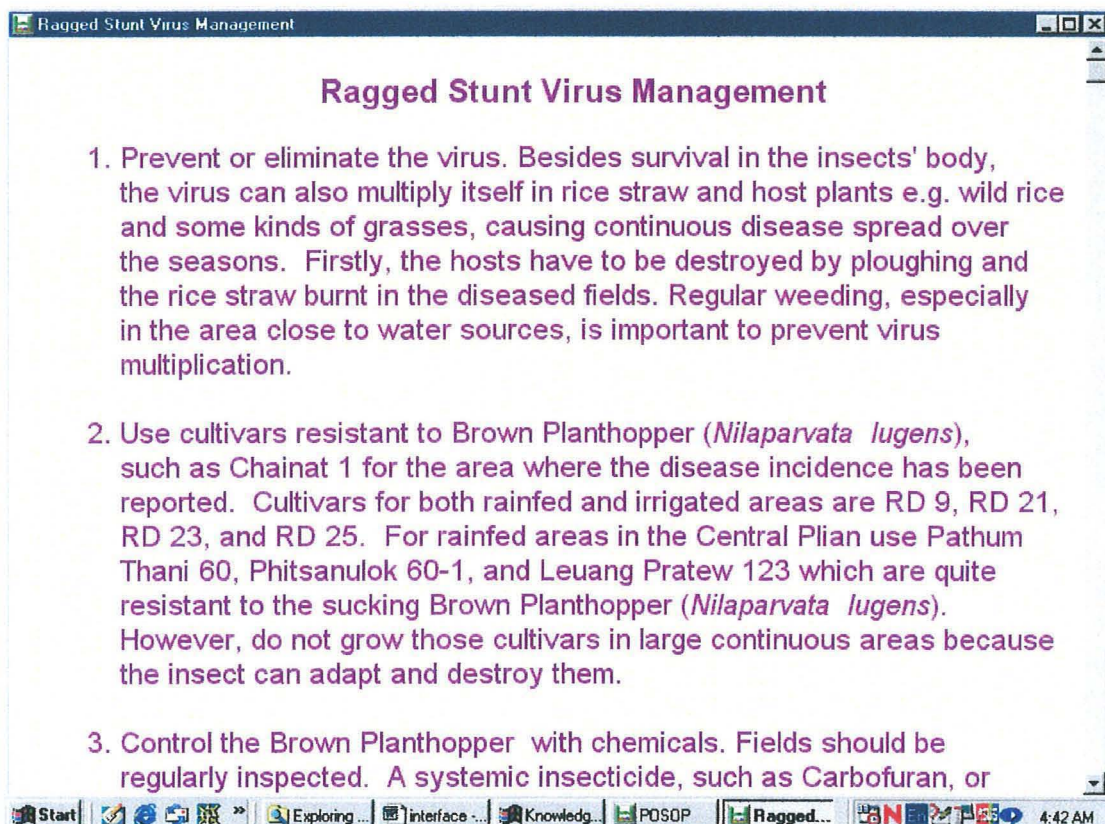 Ragged Stunt Virus Management
Ragged Stunt Virus Management
1. Prevent or eliminate the virus. Besides survival in the insects' body,
the virus can also multiply itself in rice straw and host plants e.g. wild rice
and some kinds of grasses, causing continuous disease spread over
the seasons. Firstly, the hosts have to be destroyed by ploughing and
the rice straw burnt in the diseased fields. Regular weeding, especially
in the area close to water sources, is important to prevent virus
multiplication.
2. Use cultivars resistant to Brown Planthopper (Nilaparvata lugens),
such as Chainat 1 for the area where the disease incidence has been
reported. Cultivars for both rainfed and irrigated areas are RD 9, RD 21,
RD 23, and RD 25. For rainfed areas in the Central Plian use Pathum
Thani 60, Phitsanulok 60-1, and Leuang Pratew 123 which are quite
resistant to the sucking Brown Planthopper (Nilaparvata lugens).
However, do not grow those cultivars in large continuous areas because
the insect can adapt and destroy them.
3. Control the Brown Planthopper with chemicals. Fields should be
regularly inspected. A systemic insecticide, such as Carbofuran, or
Start » Exploring ... interface -... Knowledg... POSOP Ragged... N En 4:42 AM